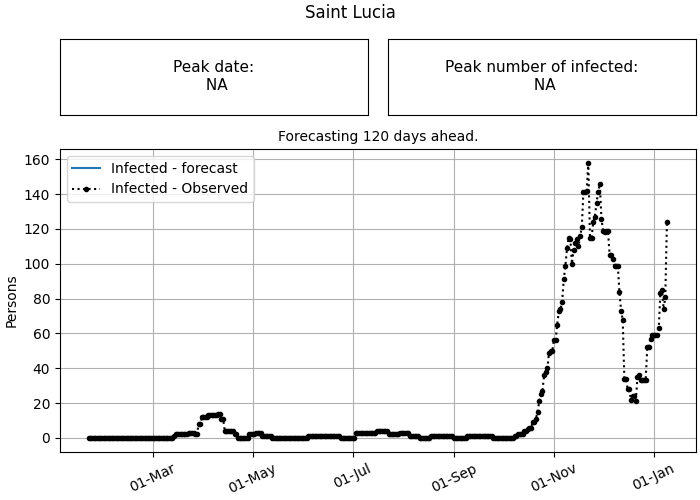 Saint Lucia
Peak date:
NA
Peak number of infected:
NA
Forecasting 120 days ahead.
Infected - forecast
Infected - Observed
Persons
160
140
120
100
80
60
40
20
0
01-Mar
01-May
01-Jul
01-Sep
01-Nov
01-Jan